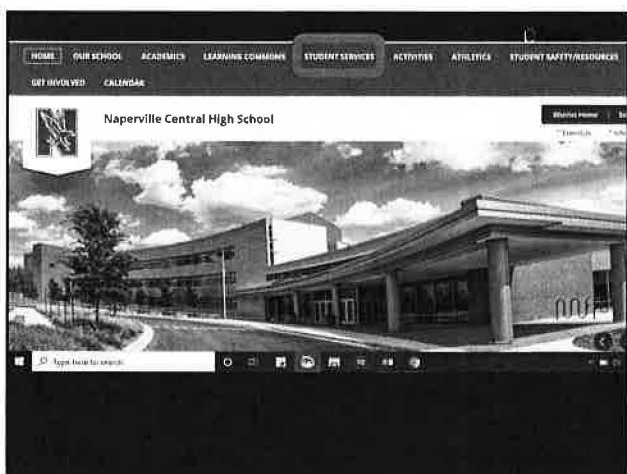 HOME OUR SCHOOL ACADEMICS LEARNING COMMONS STUDENT SERVICES ACTIVITIES ATHLETICS STUDENT SAFETY/RESOURCES
GET INVOLVED CALENDAR
Naperville Central High School
District Home
Type here to search